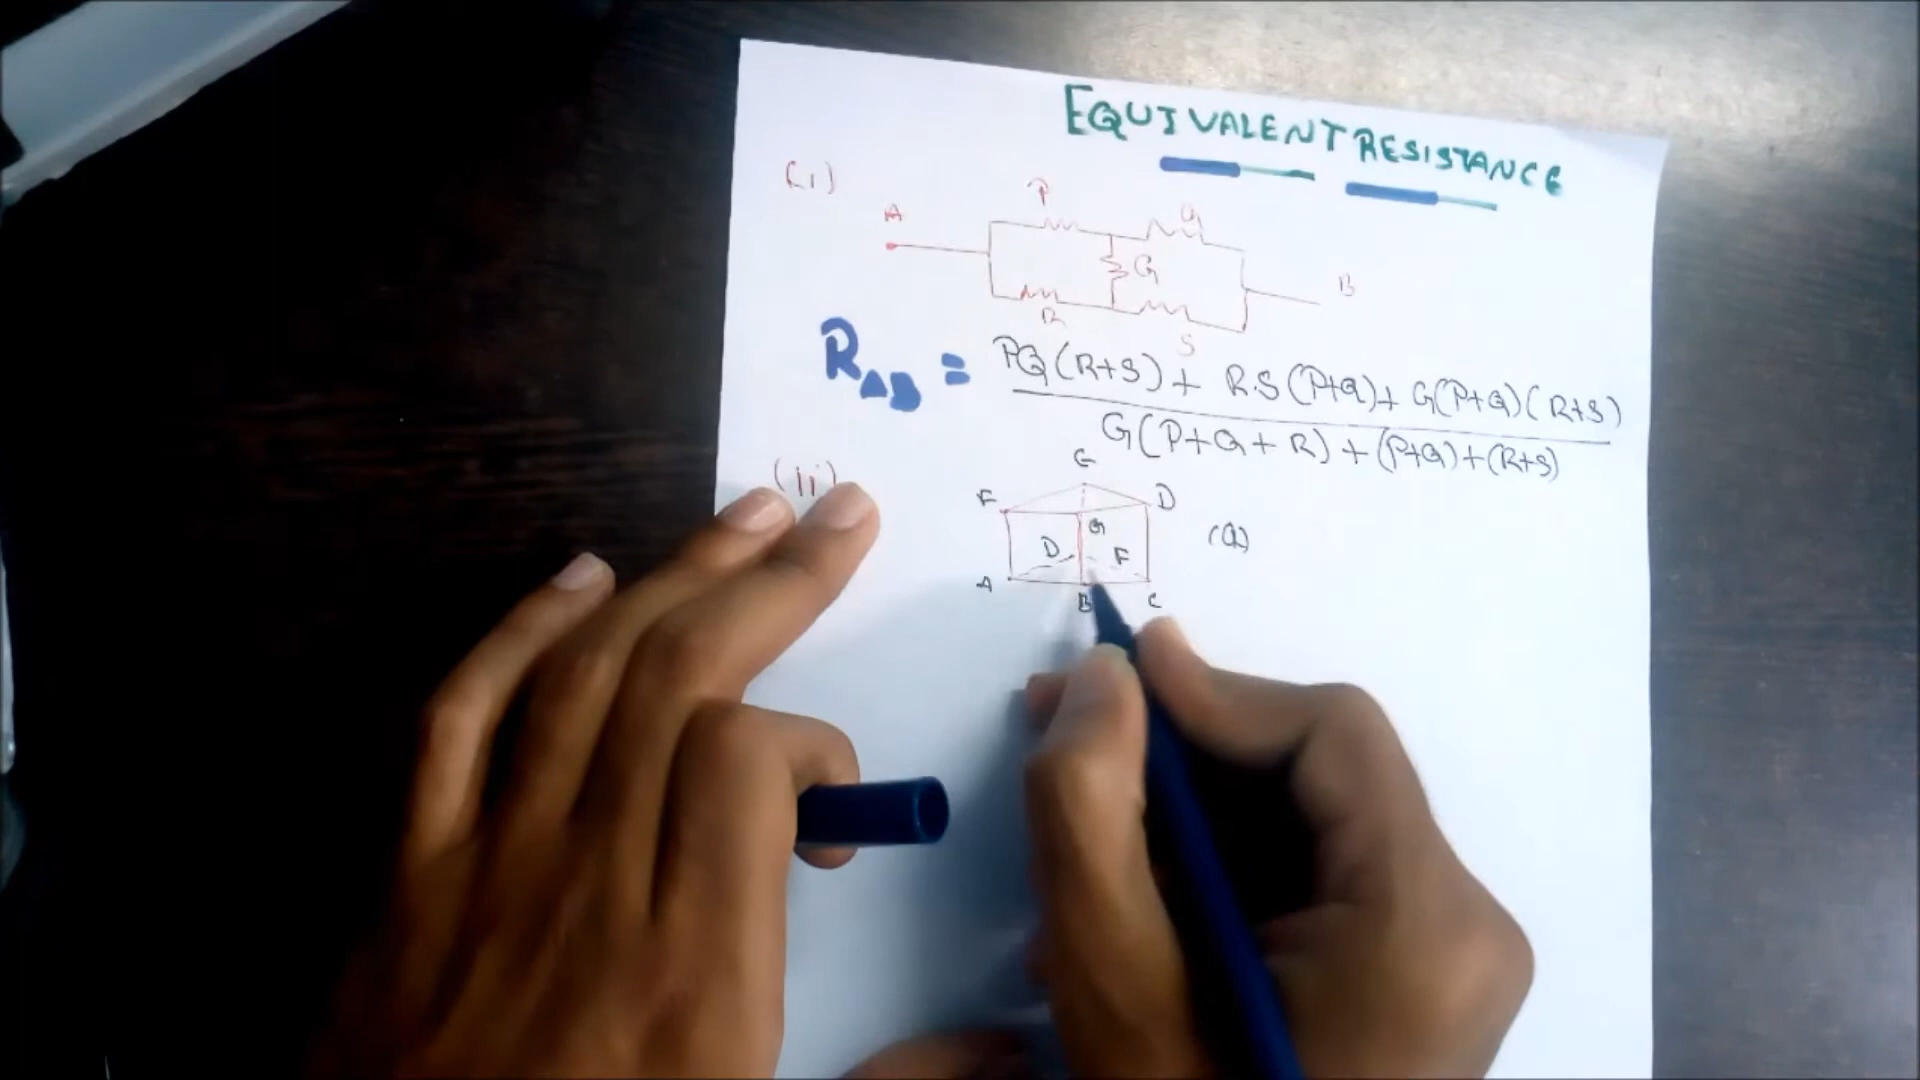 EQUIVALENT RESISTANCE
(i)
P
A
Q
G
B
R
S
RAB = PQ(R+S) + R.S(P+Q) + G(P+Q)(R+S)
G(P+Q+R) + (P+Q) + (R+S)
(ii)
G
F
D
G
(Q)
D
F
A
B
C